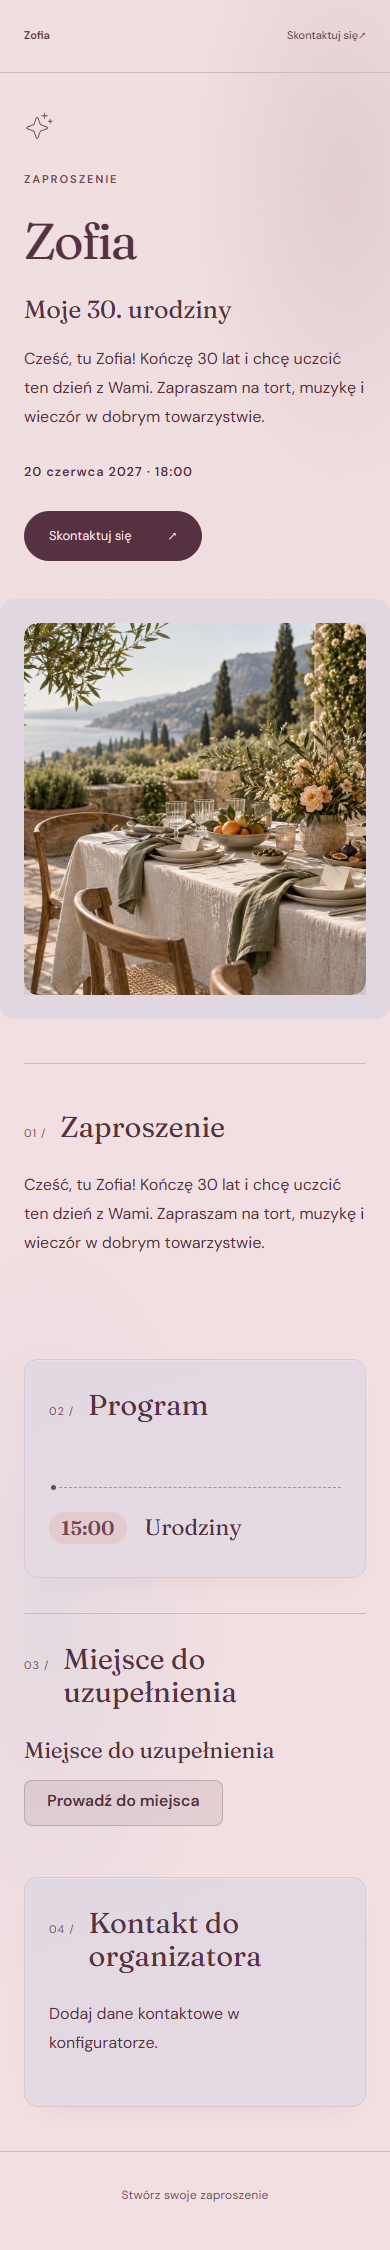 Zofia
Skontaktuj się↗
ZAPROSZENIE
Zofia
Moje 30. urodziny
Cześć, tu Zofia! Kończę 30 lat i chcę uczcić
ten dzień z Wami. Zapraszam na tort, muzykę i
wieczór w dobrym towarzystwie.
20 czerwca 2027 · 18:00
Skontaktuj się ↗
01 / Zaproszenie
Cześć, tu Zofia! Kończę 30 lat i chcę uczcić
ten dzień z Wami. Zapraszam na tort, muzykę i
wieczór w dobrym towarzystwie.
02 / Program
15:00 Urodziny
03 / Miejsce do
uzupełnienia
Miejsce do uzupełnienia
Prowadź do miejsca
04 / Kontakt do
organizatora
Dodaj dane kontaktowe w
konfiguratorze.
Stwórz swoje zaproszenie